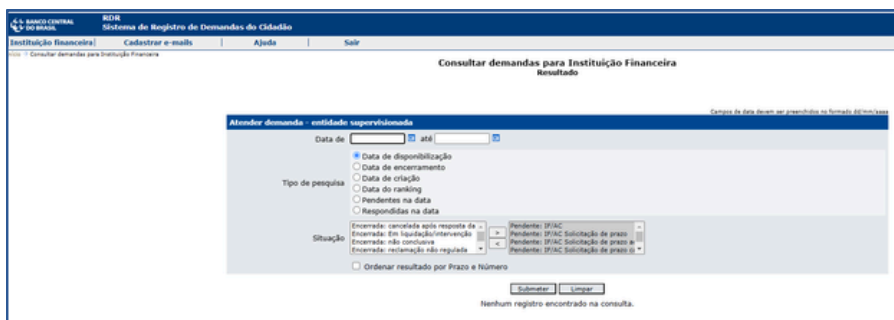 BANCO CENTRAL
DO BRASIL
RDR
Sistema de Registro de Demandas do Cidadão
Instituição financeira| Cadastrar e-mails | Ajuda | Sair
Consultar demandas para Instituição Financeira
Consultar demandas para Instituição Financeira
Resultado
Campos de data devem ser preenchidos no formato dd/mm/aaaa
Atender demanda - entidade supervisionada
Data de até
Tipo de pesquisa
Data de disponibilização
Data de encerramento
Data de criação
Data do ranking
Pendentes na data
Respondidas na data
Situação
Encerrada: cancelada após resposta da
Encerrada: Em liquidação/intervenção
Encerrada: não conclusiva
Encerrada: reclamação não regulada
>
<
Pendente: IF/AC
Pendente: IF/AC Solicitação de prazo
Pendente: IF/AC Solicitação de prazo
Pendente: IF/AC Solicitação de prazo
Ordenar resultado por Prazo e Número
Submeter Limpar
Nenhum registro encontrado na consulta.